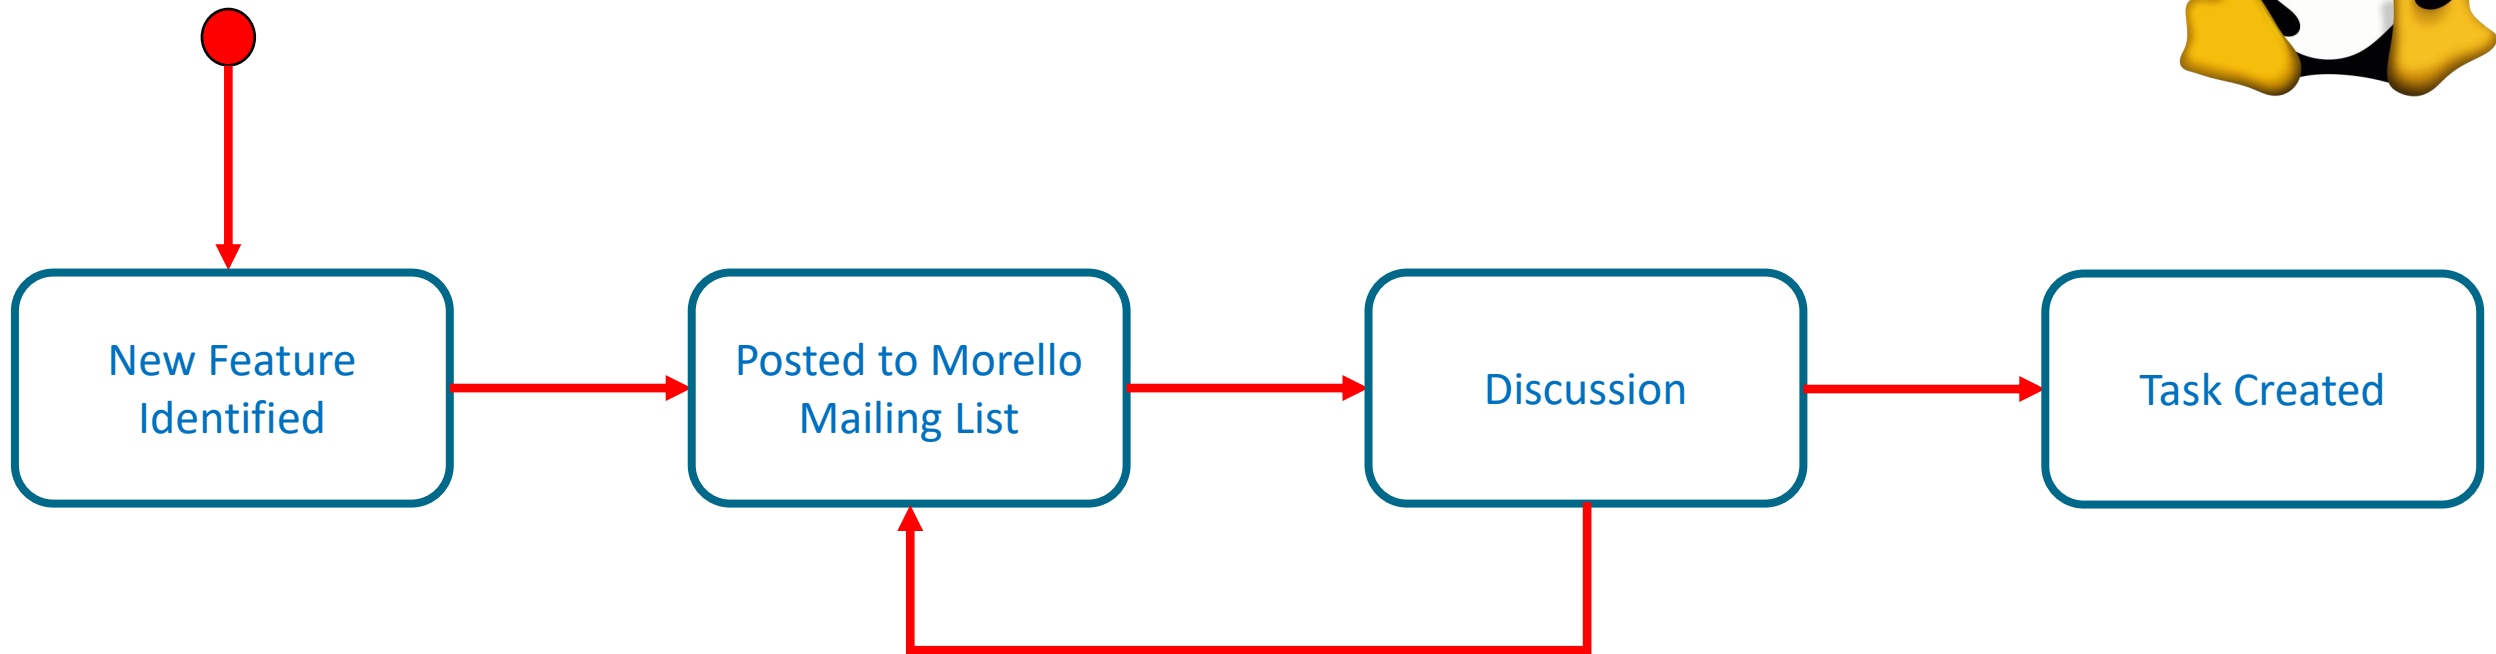 New Feature
Identified
Posted to Morello
Mailing List
Discussion
Task Created